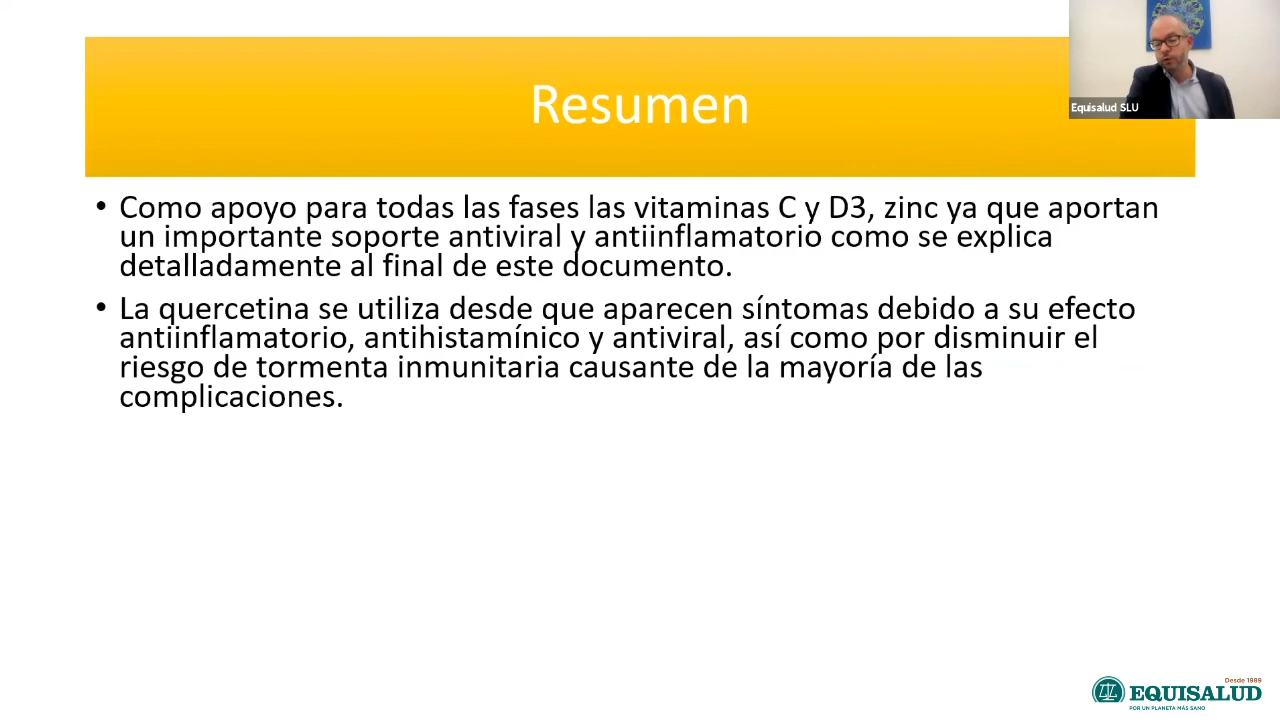 Resumen
Equisalud SLU
• Como apoyo para todas las fases las vitaminas C y D3, zinc ya que aportan
un importante soporte antiviral y antiinflamatorio como se explica
detalladamente al final de este documento.
• La quercetina se utiliza desde que aparecen síntomas debido a su efecto
antiinflamatorio, antihistamínico y antiviral, así como por disminuir el
riesgo de tormenta inmunitaria causante de la mayoría de las
complicaciones.
Desde 1989
EQUISALUD
POR UN PLANETA MÁS SANO